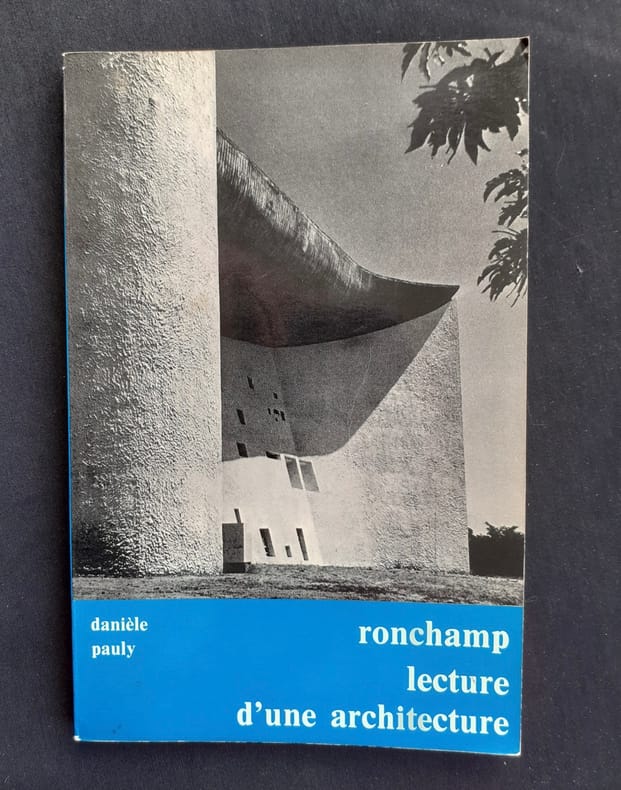 danièle
pauly
ronchamp
lecture
d'une architecture